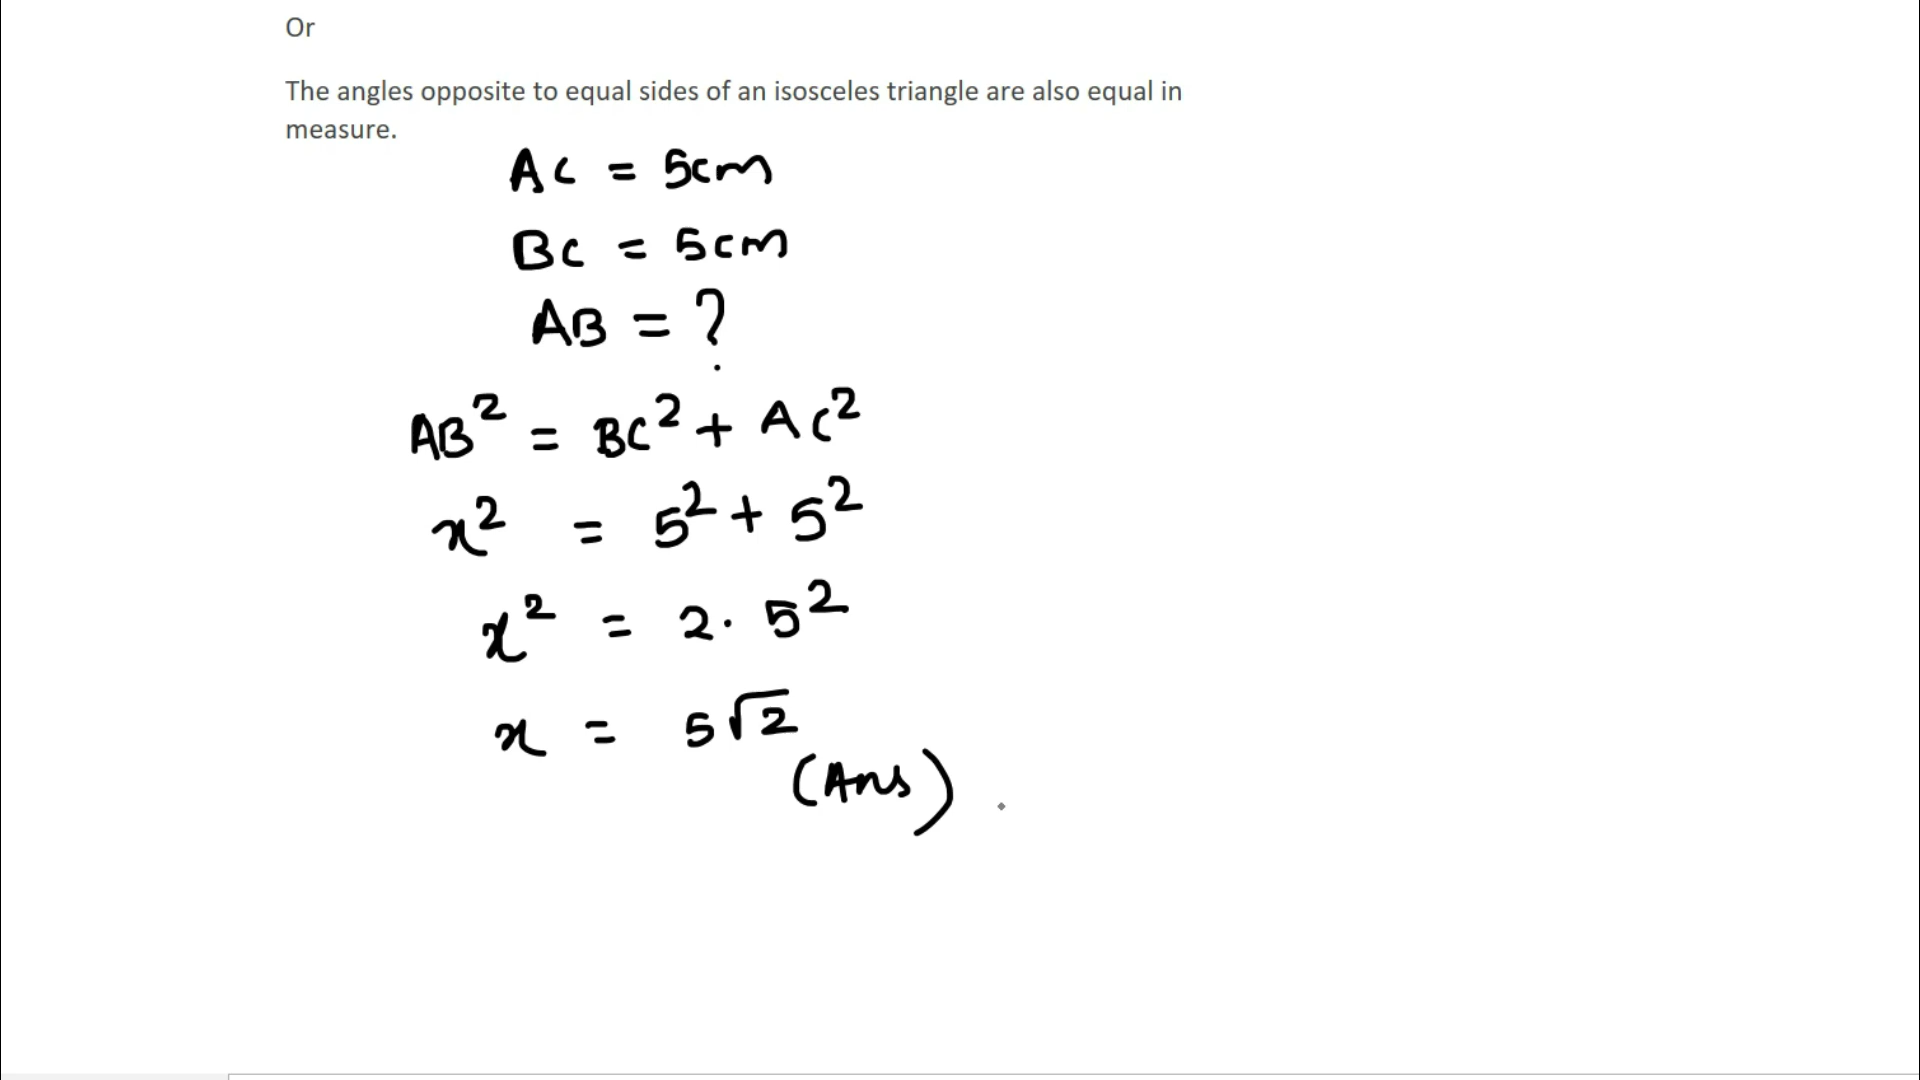 Or
The angles opposite to equal sides of an isosceles triangle are also equal in
measure.
AC = 5cm
BC = 5cm
AB = ?
AB² = BC² + AC²
x² = 5² + 5²
x² = 2 · 5²
x = 5√2
(Ans)